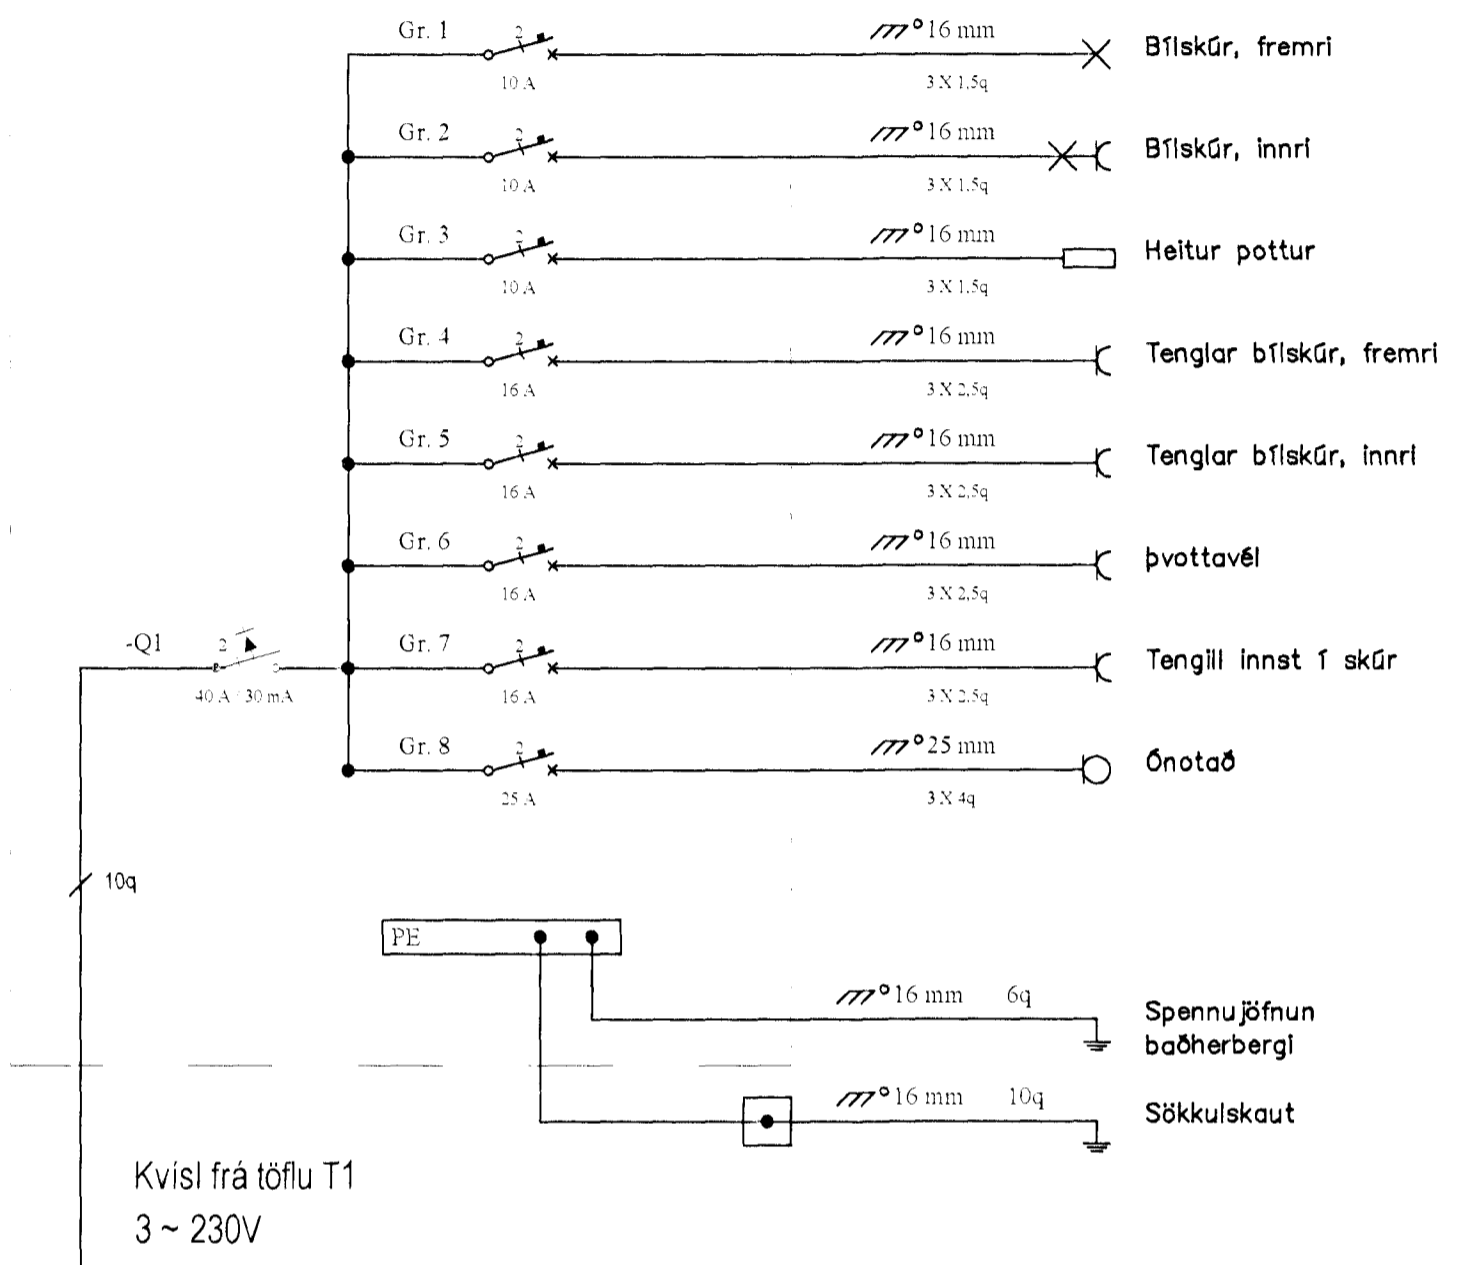 Gr. 1 2 16 mm Bílskúr, fremri
10 A 3 X 1,5q
Gr. 2 2 16 mm Bílskúr, innri
10 A 3 X 1,5q
Gr. 3 2 16 mm Heitur pottur
10 A 3 X 1,5q
Gr. 4 2 16 mm Tenglar bílskúr, fremri
16 A 3 X 2,5q
Gr. 5 2 16 mm Tenglar bílskúr, innri
16 A 3 X 2,5q
Gr. 6 2 16 mm þvottavél
16 A 3 X 2,5q
-Q1 2 Gr. 7 2 16 mm Tengill innst í skúr
40 A / 30 mA 16 A 3 X 2,5q
Gr. 8 2 25 mm Ónotað
25 A 3 X 4q
10q
PE
16 mm 6q Spennujöfnun
baðherbergi
16 mm 10q Sökkulskaut
Kvísl frá töflu T1
3 ~ 230V